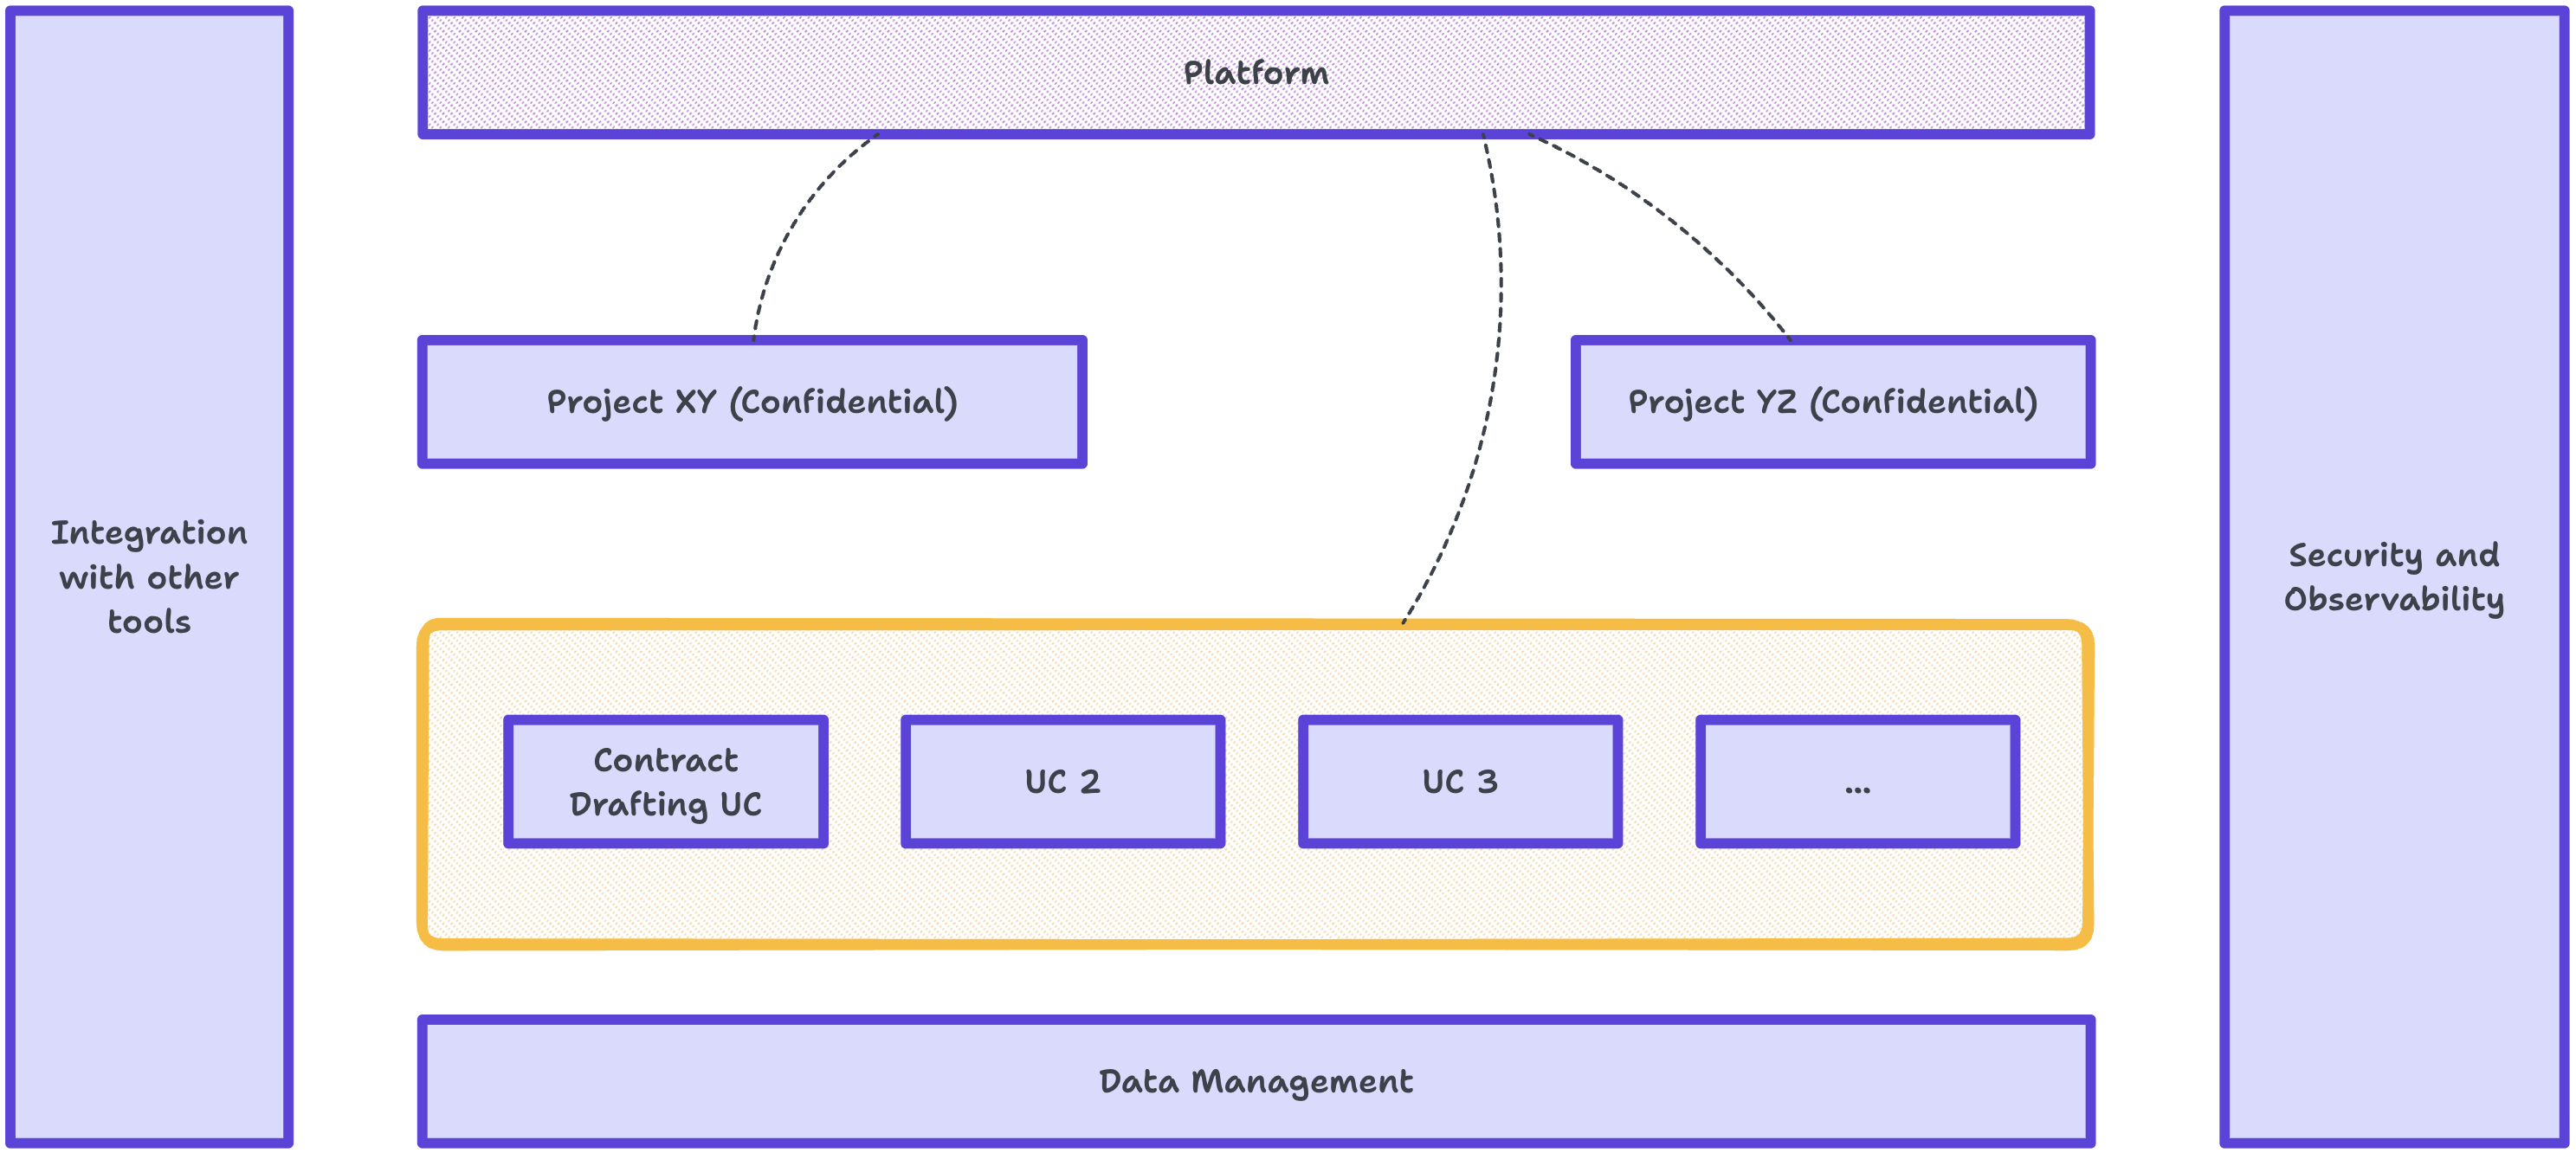 Platform
Project XY (Confidential)
Project YZ (Confidential)
Integration
with other
tools
Security and
Observability
Contract
Drafting UC
UC 2
UC 3
...
Data Management